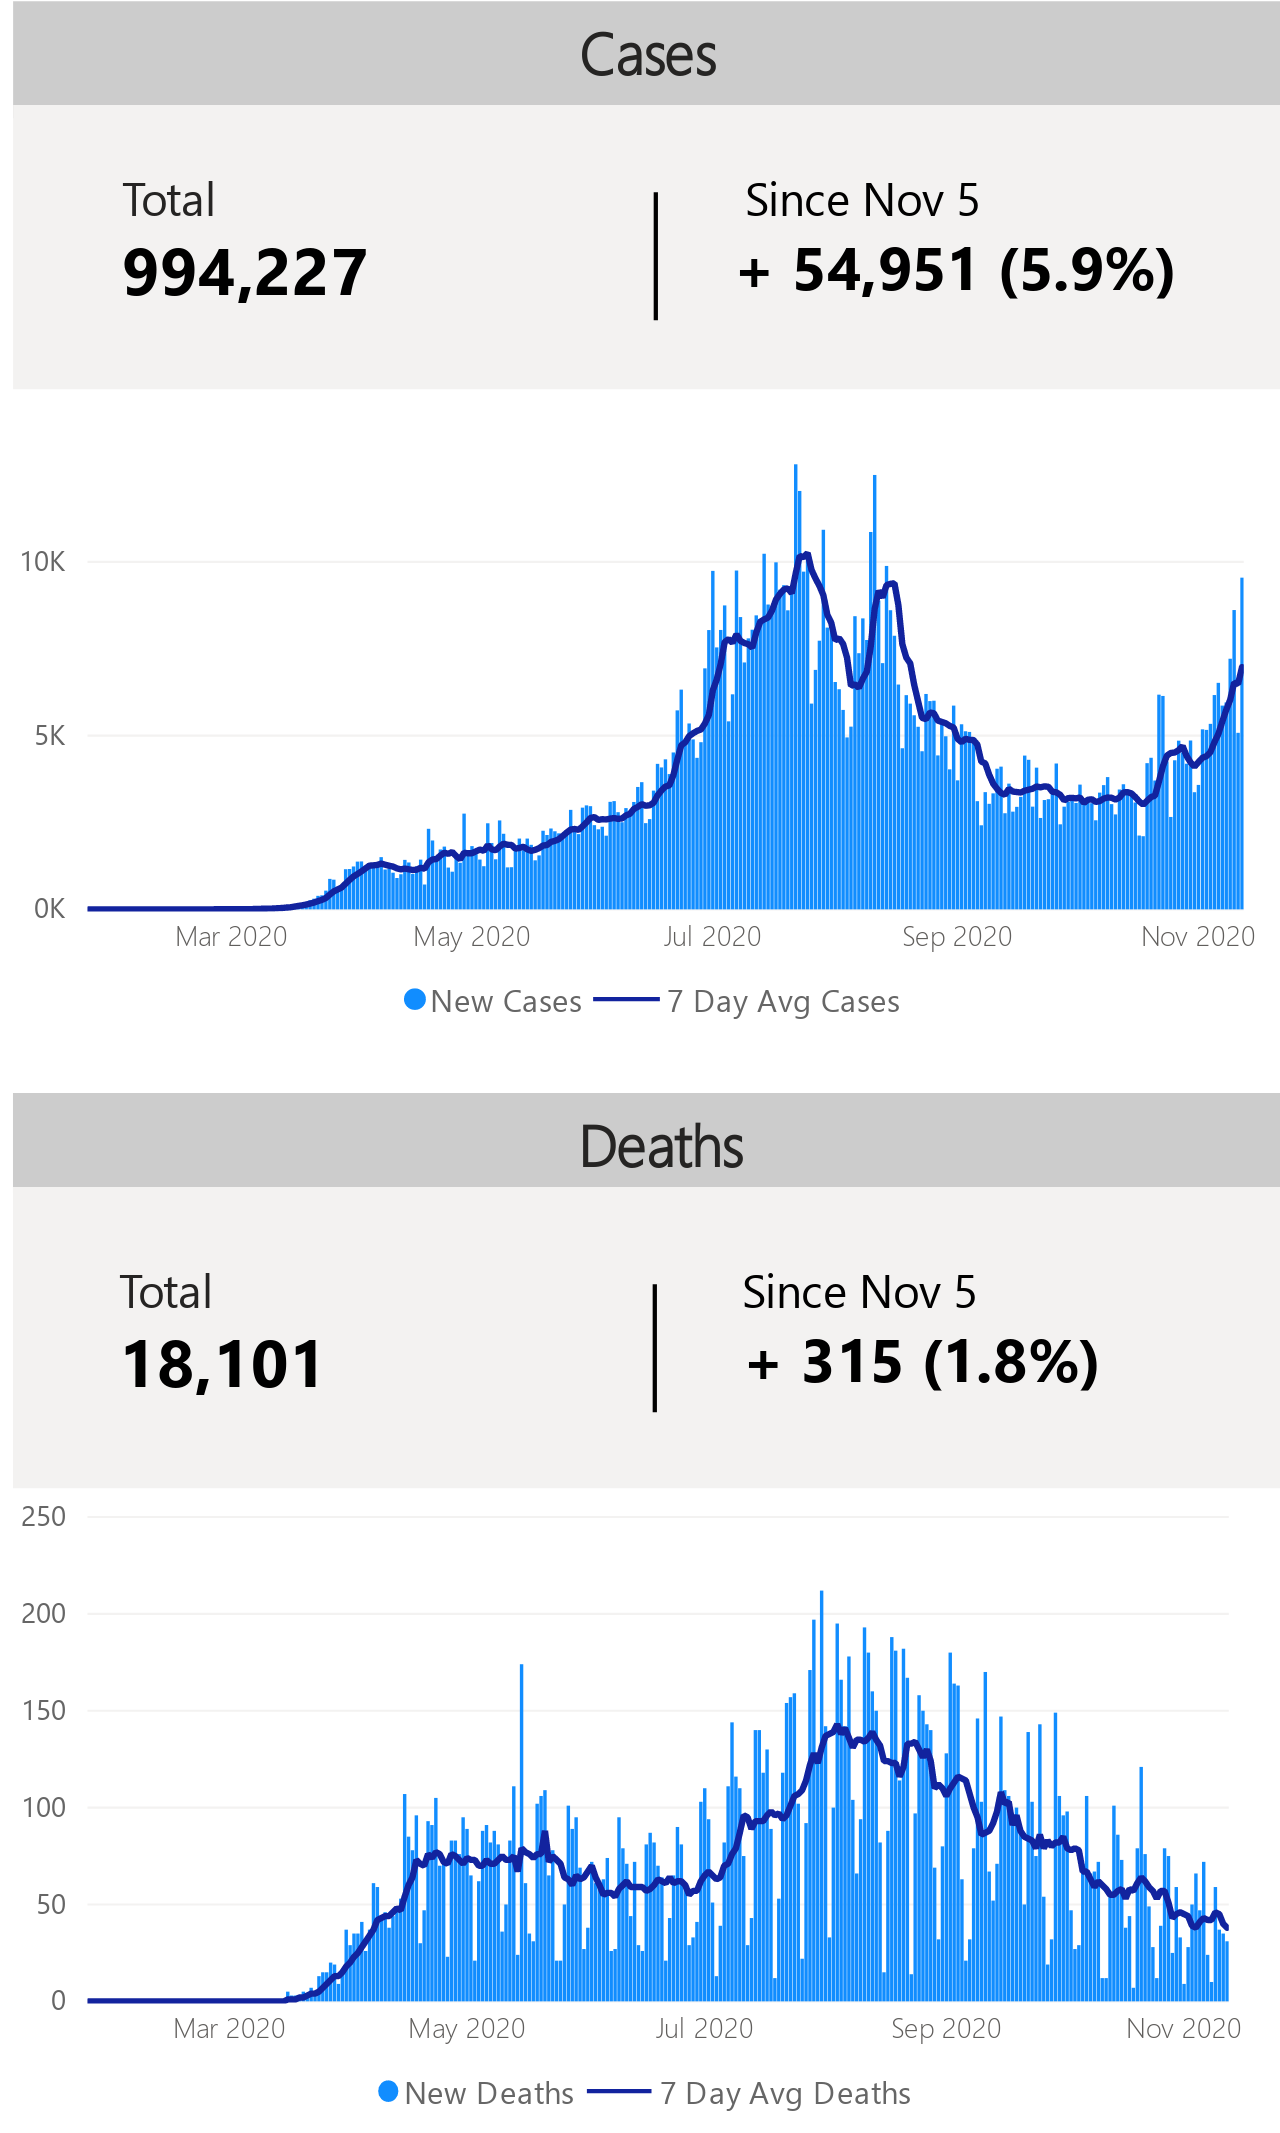 Cases
Total
Since Nov 5
994,227
+ 54,951 (5.9%)
10K
5K
0K
Mar 2020
May 2020
Jul 2020
Sep 2020
Nov 2020
New Cases
7 Day Avg Cases
Deaths
Total
Since Nov 5
18,101
+ 315 (1.8%)
250
200
150
100
50
0
Mar 2020
May 2020
Jul 2020
Sep 2020
Nov 2020
New Deaths
7 Day Avg Deaths